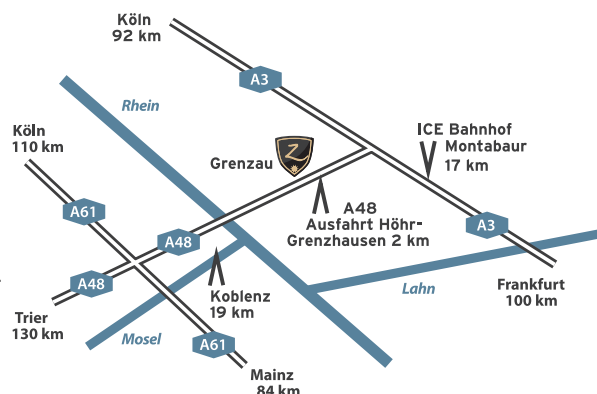 Köln
92 km
A3
Rhein
Köln
110 km
ICE Bahnhof
Montabaur
17 km
Grenzau
Z
A61
A48
Ausfahrt Höhr-
Grenzhausen 2 km
A3
A48
A48
Koblenz
19 km
Lahn
Frankfurt
100 km
Trier
130 km
Mosel
A61
Mainz
84 km